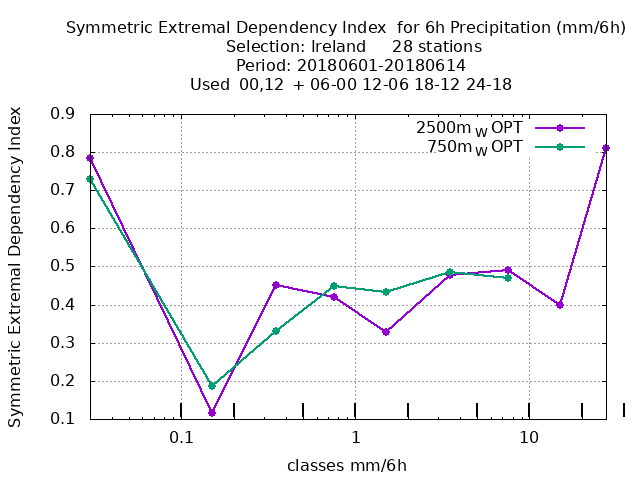 Symmetric Extremal Dependency Index  for 6h Precipitation (mm/6h)
Selection: Ireland     28 stations
Period: 20180601-20180614
Used  00,12  + 06-00 12-06 18-12 24-18
Symmetric Extremal Dependency Index
0.9
0.8
0.7
0.6
0.5
0.4
0.3
0.2
0.1
2500m_W OPT
750m_W OPT
0.1 1 10
classes mm/6h